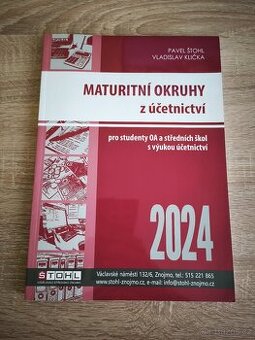 PAVEL ŠTOHL
VLADISLAV KLIČKA
MATURITNÍ OKRUHY
z účetnictví
pro studenty OA a středních škol
s výukou účetnictví
2024
ŠTOHL
Václavské náměstí 132/6, Znojmo, tel.: 515 221 865
www.stohl-znojmo.cz, e-mail: info@stohl-znojmo.cz